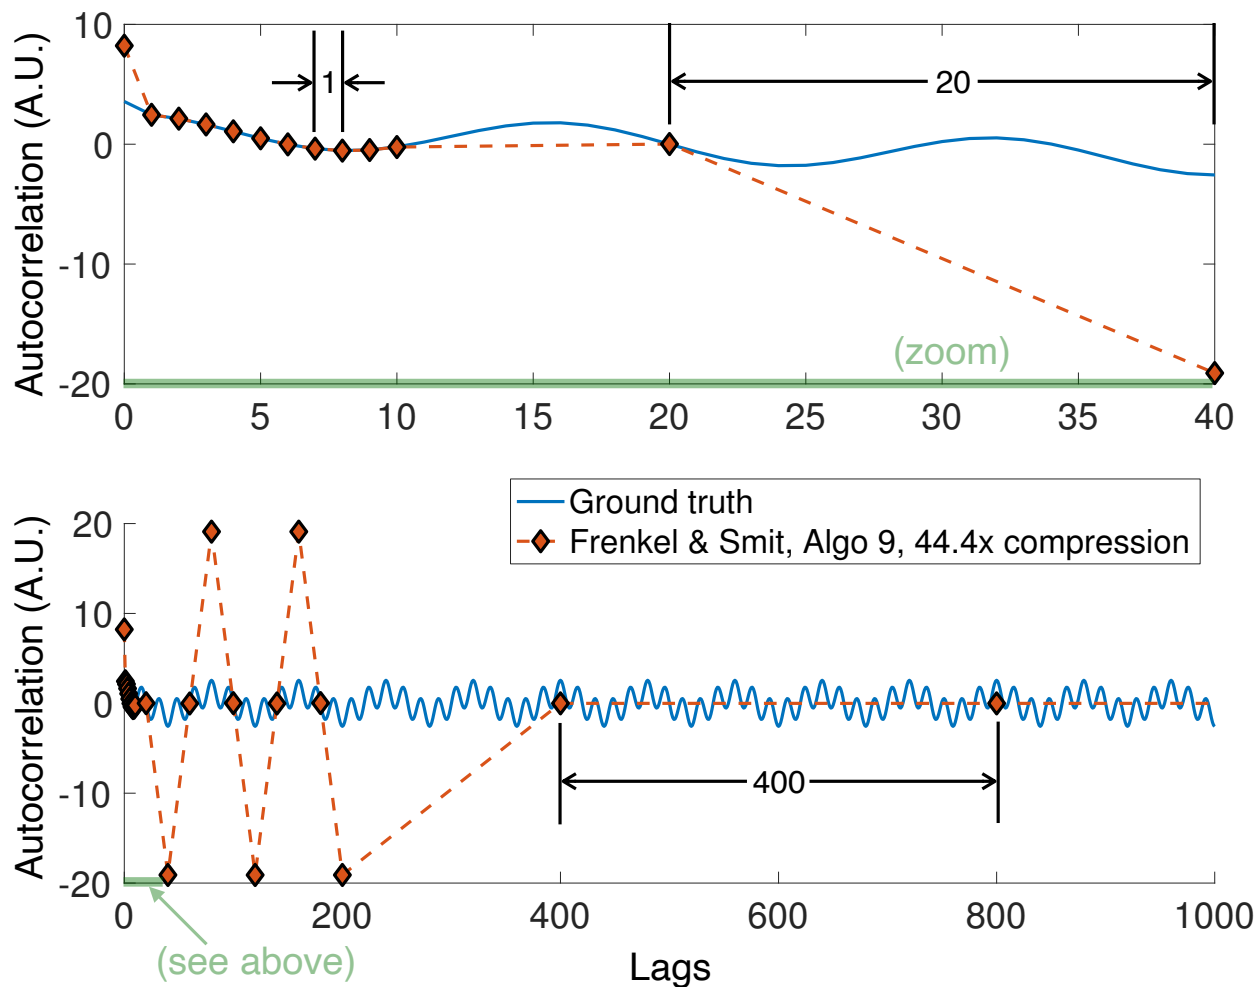 10
0
-10
-20
Autocorrelation (A.U.)
1
20
(zoom)
0 5 10 15 20 25 30 35 40
20
10
0
-10
-20
Autocorrelation (A.U.)
Ground truth
Frenkel & Smit, Algo 9, 44.4x compression
400
0 200 400 600 800 1000
(see above)
Lags